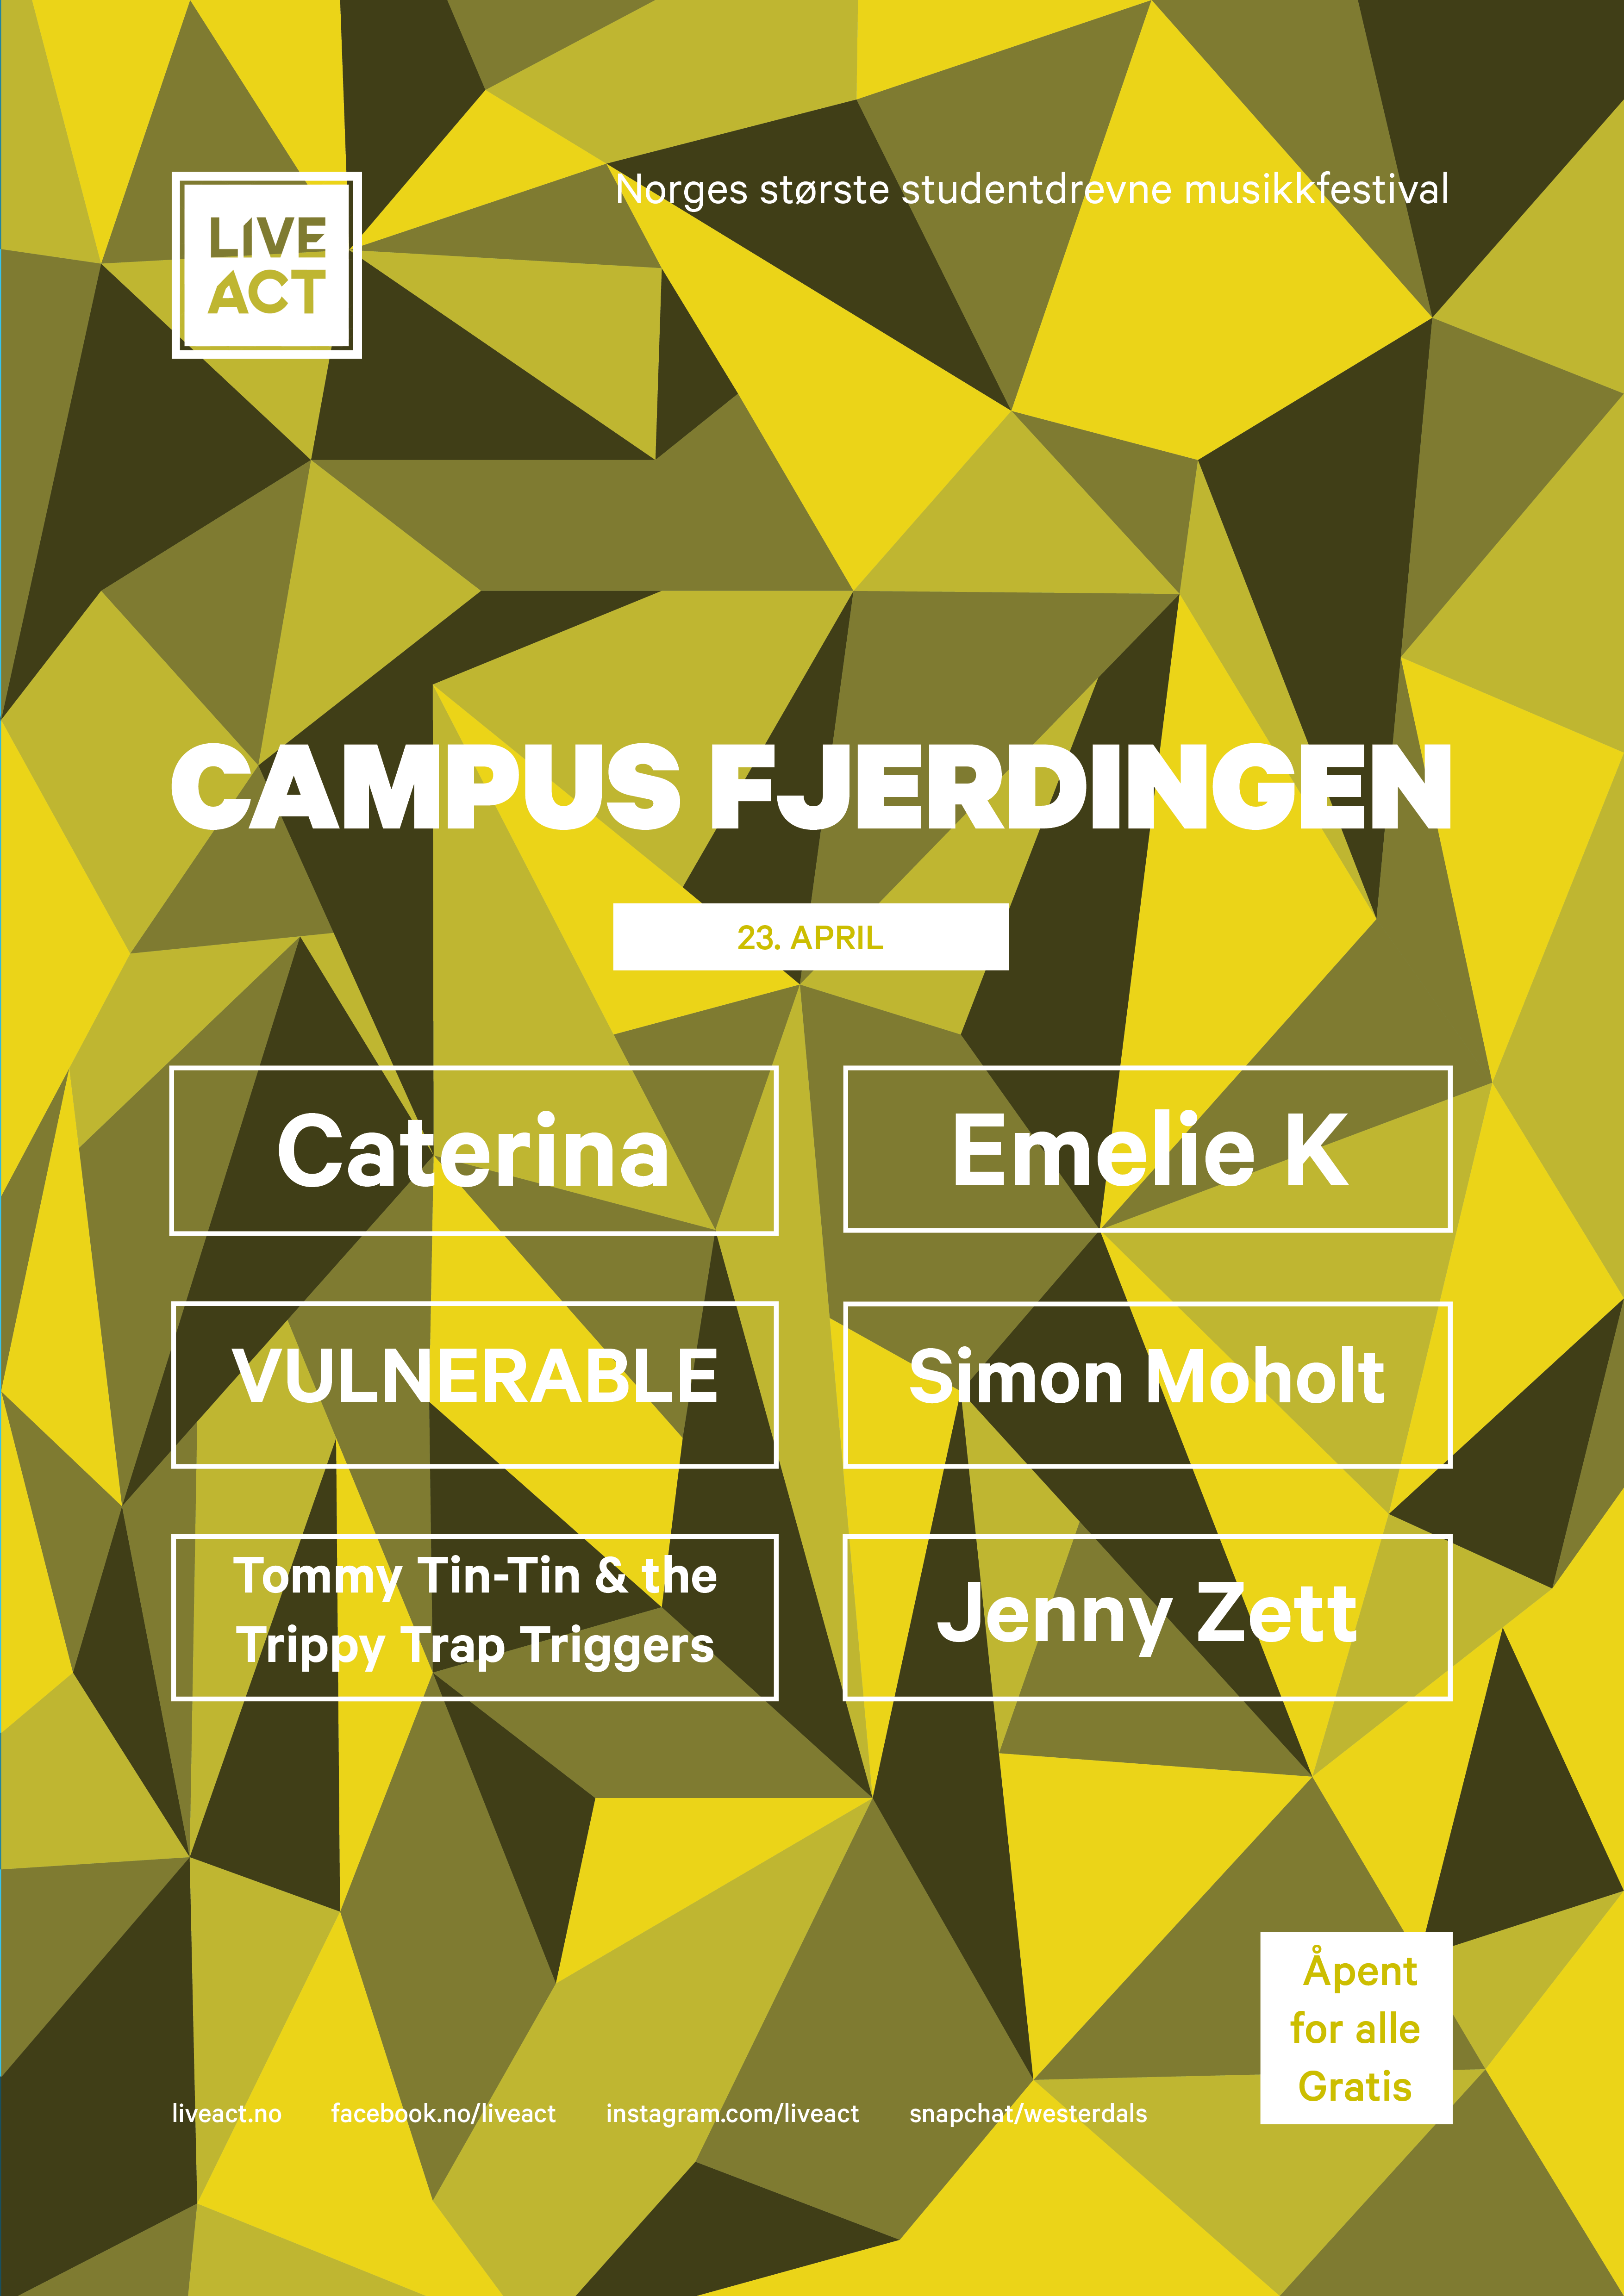 LIVE
ACT
Norges største studentdrevne musikkfestival
CAMPUS FJERDINGEN
23. APRIL
Caterina
Emelie K
VULNERABLE
Simon Moholt
Tommy Tin-Tin & the
Trippy Trap Triggers
Jenny Zett
Åpent
for alle
Gratis
liveact.no facebook.no/liveact instagram.com/liveact snapchat/westerdals